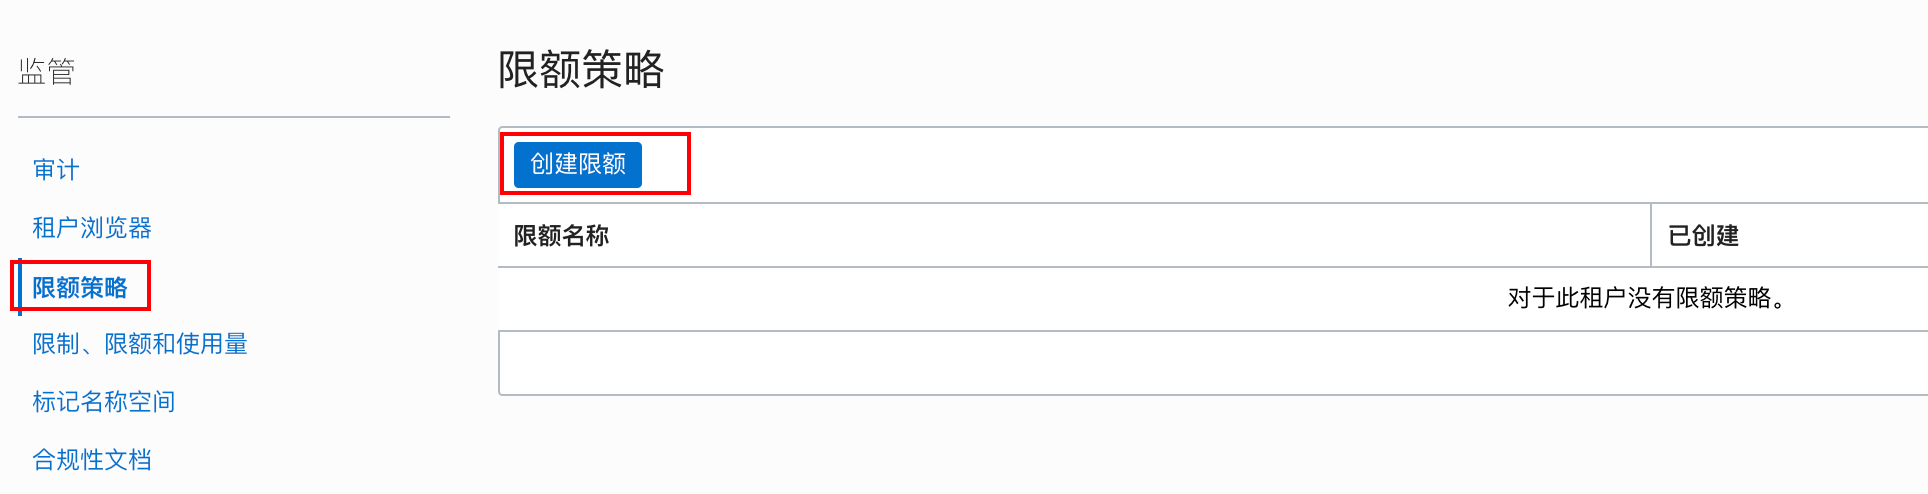 监管
审计
租户浏览器
限额策略
限制、限额和使用量
标记名称空间
合规性文档
限额策略
创建限额
限额名称
已创建
对于此租户没有限额策略。